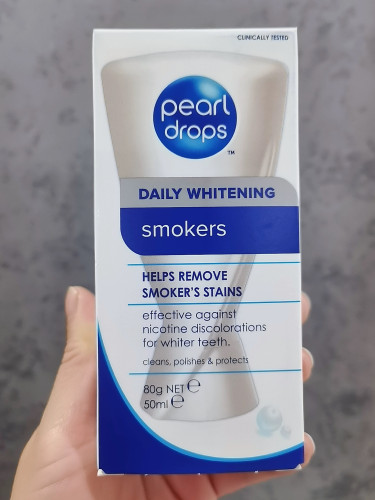 CLINICALLY TESTED
pearl
drops
™
DAILY WHITENING
smokers
HELPS REMOVE
SMOKER'S STAINS
effective against
nicotine discolorations
for whiter teeth.
cleans, polishes & protects
80g NET ℮
50ml ℮